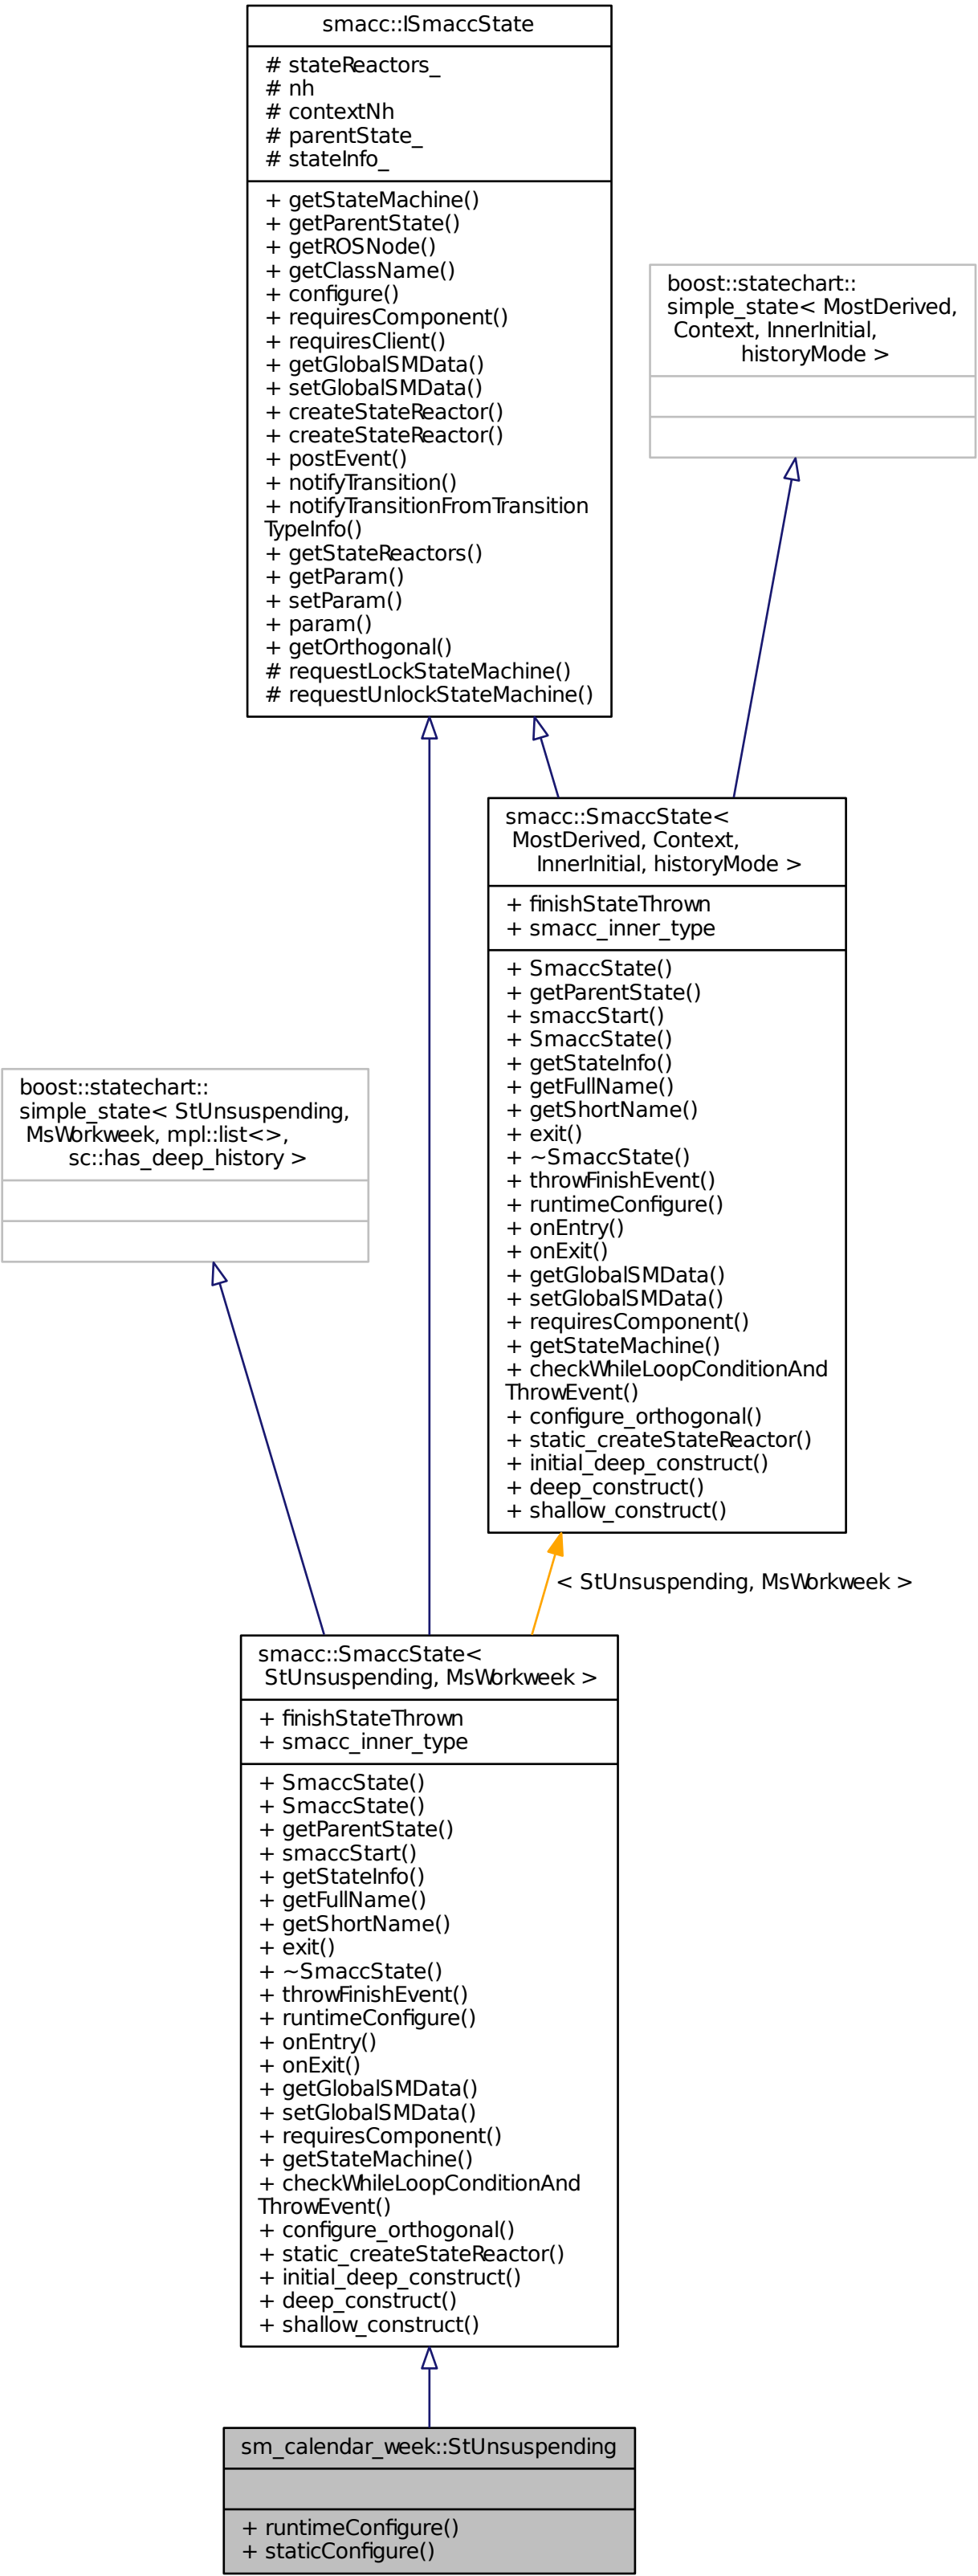 smacc::ISmaccState
# stateReactors_
# nh
# contextNh
# parentState_
# stateInfo_
+ getStateMachine()
+ getParentState()
+ getROSNode()
+ getClassName()
+ configure()
+ requiresComponent()
+ requiresClient()
+ getGlobalSMData()
+ setGlobalSMData()
+ createStateReactor()
+ createStateReactor()
+ postEvent()
+ notifyTransition()
+ notifyTransitionFromTransition
TypeInfo()
+ getStateReactors()
+ getParam()
+ setParam()
+ param()
+ getOrthogonal()
# requestLockStateMachine()
# requestUnlockStateMachine()
boost::statechart::
simple_state< MostDerived,
Context, InnerInitial,
historyMode >
smacc::SmaccState<
MostDerived, Context,
InnerInitial, historyMode >
+ finishStateThrown
+ smacc_inner_type
+ SmaccState()
+ getParentState()
+ smaccStart()
+ SmaccState()
+ getStateInfo()
+ getFullName()
+ getShortName()
+ exit()
+ ~SmaccState()
+ throwFinishEvent()
+ runtimeConfigure()
+ onEntry()
+ onExit()
+ getGlobalSMData()
+ setGlobalSMData()
+ requiresComponent()
+ getStateMachine()
+ checkWhileLoopConditionAnd
ThrowEvent()
+ configure_orthogonal()
+ static_createStateReactor()
+ initial_deep_construct()
+ deep_construct()
+ shallow_construct()
boost::statechart::
simple_state< StUnsuspending,
MsWorkweek, mpl::list<>,
sc::has_deep_history >
< StUnsuspending, MsWorkweek >
smacc::SmaccState<
StUnsuspending, MsWorkweek >
+ finishStateThrown
+ smacc_inner_type
+ SmaccState()
+ SmaccState()
+ getParentState()
+ smaccStart()
+ getStateInfo()
+ getFullName()
+ getShortName()
+ exit()
+ ~SmaccState()
+ throwFinishEvent()
+ runtimeConfigure()
+ onEntry()
+ onExit()
+ getGlobalSMData()
+ setGlobalSMData()
+ requiresComponent()
+ getStateMachine()
+ checkWhileLoopConditionAnd
ThrowEvent()
+ configure_orthogonal()
+ static_createStateReactor()
+ initial_deep_construct()
+ deep_construct()
+ shallow_construct()
sm_calendar_week::StUnsuspending
+ runtimeConfigure()
+ staticConfigure()